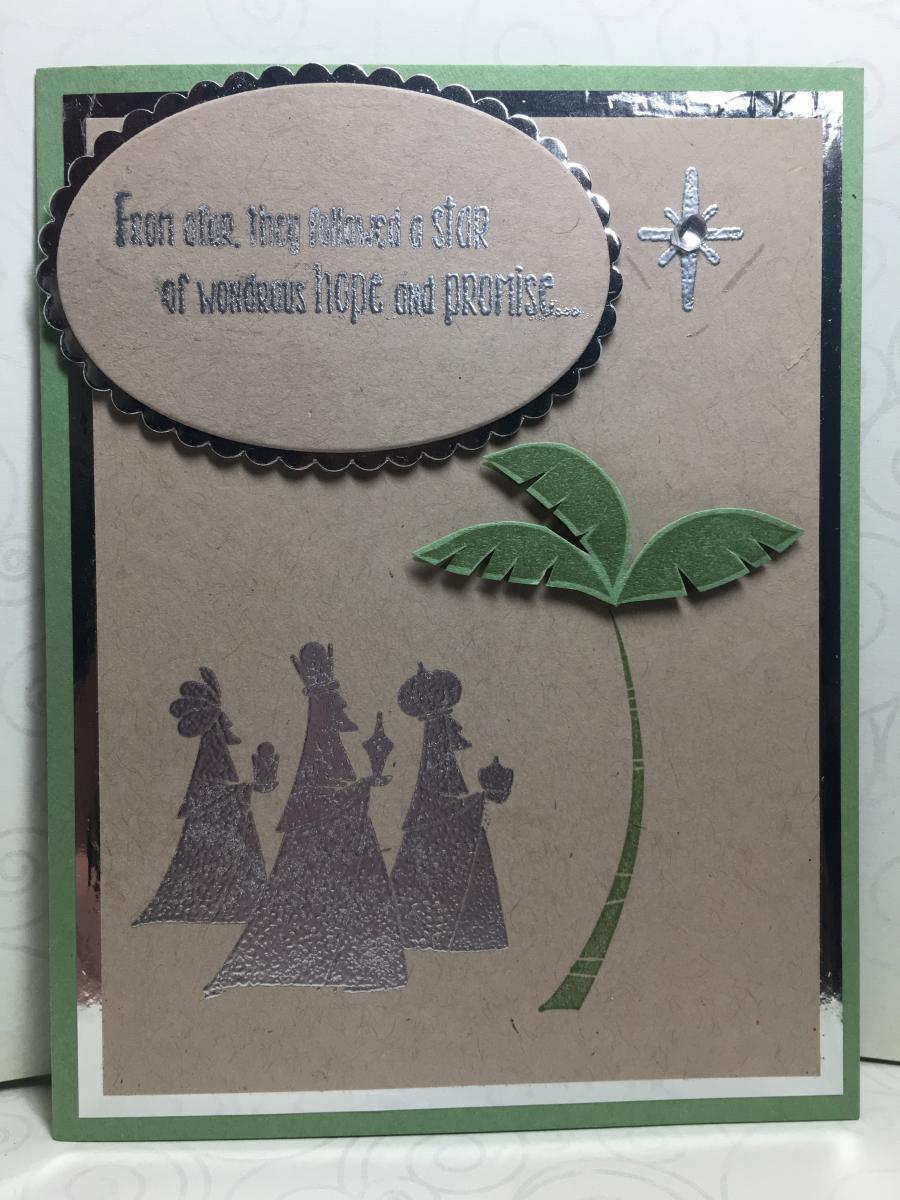 From afar, they followed a star
of wondrous hope and promise...